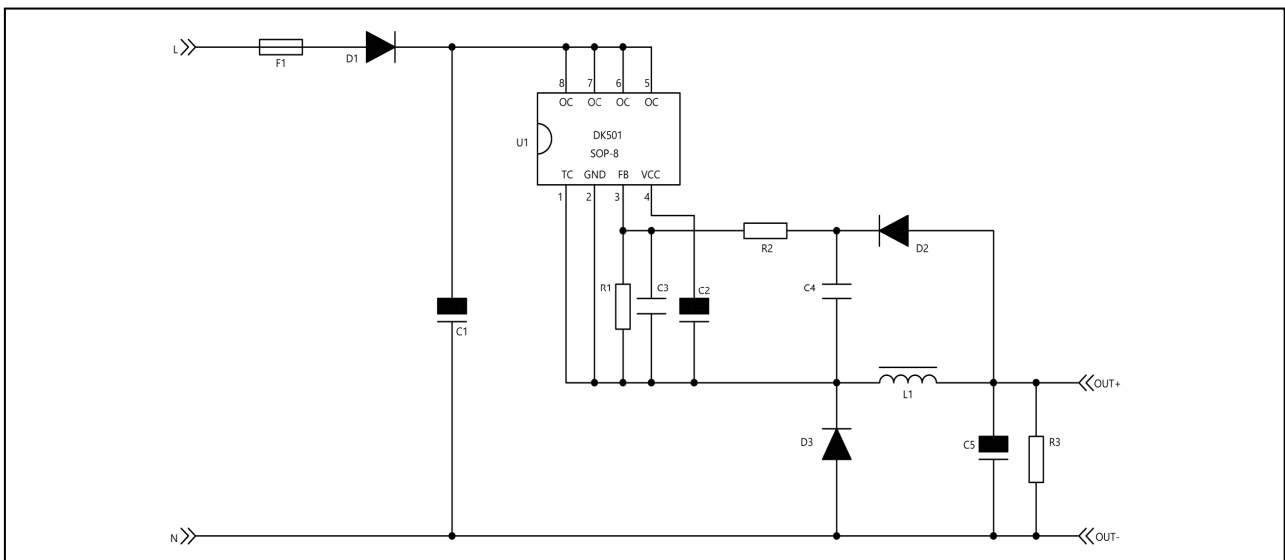 L
F1
D1
8 7 6 5
OC OC OC OC
U1
DK501
SOP-8
TC GND FB VCC
1 2 3 4
R2
D2
R1
C3
C2
C4
C1
L1
OUT+
D3
C5
R3
N
OUT-